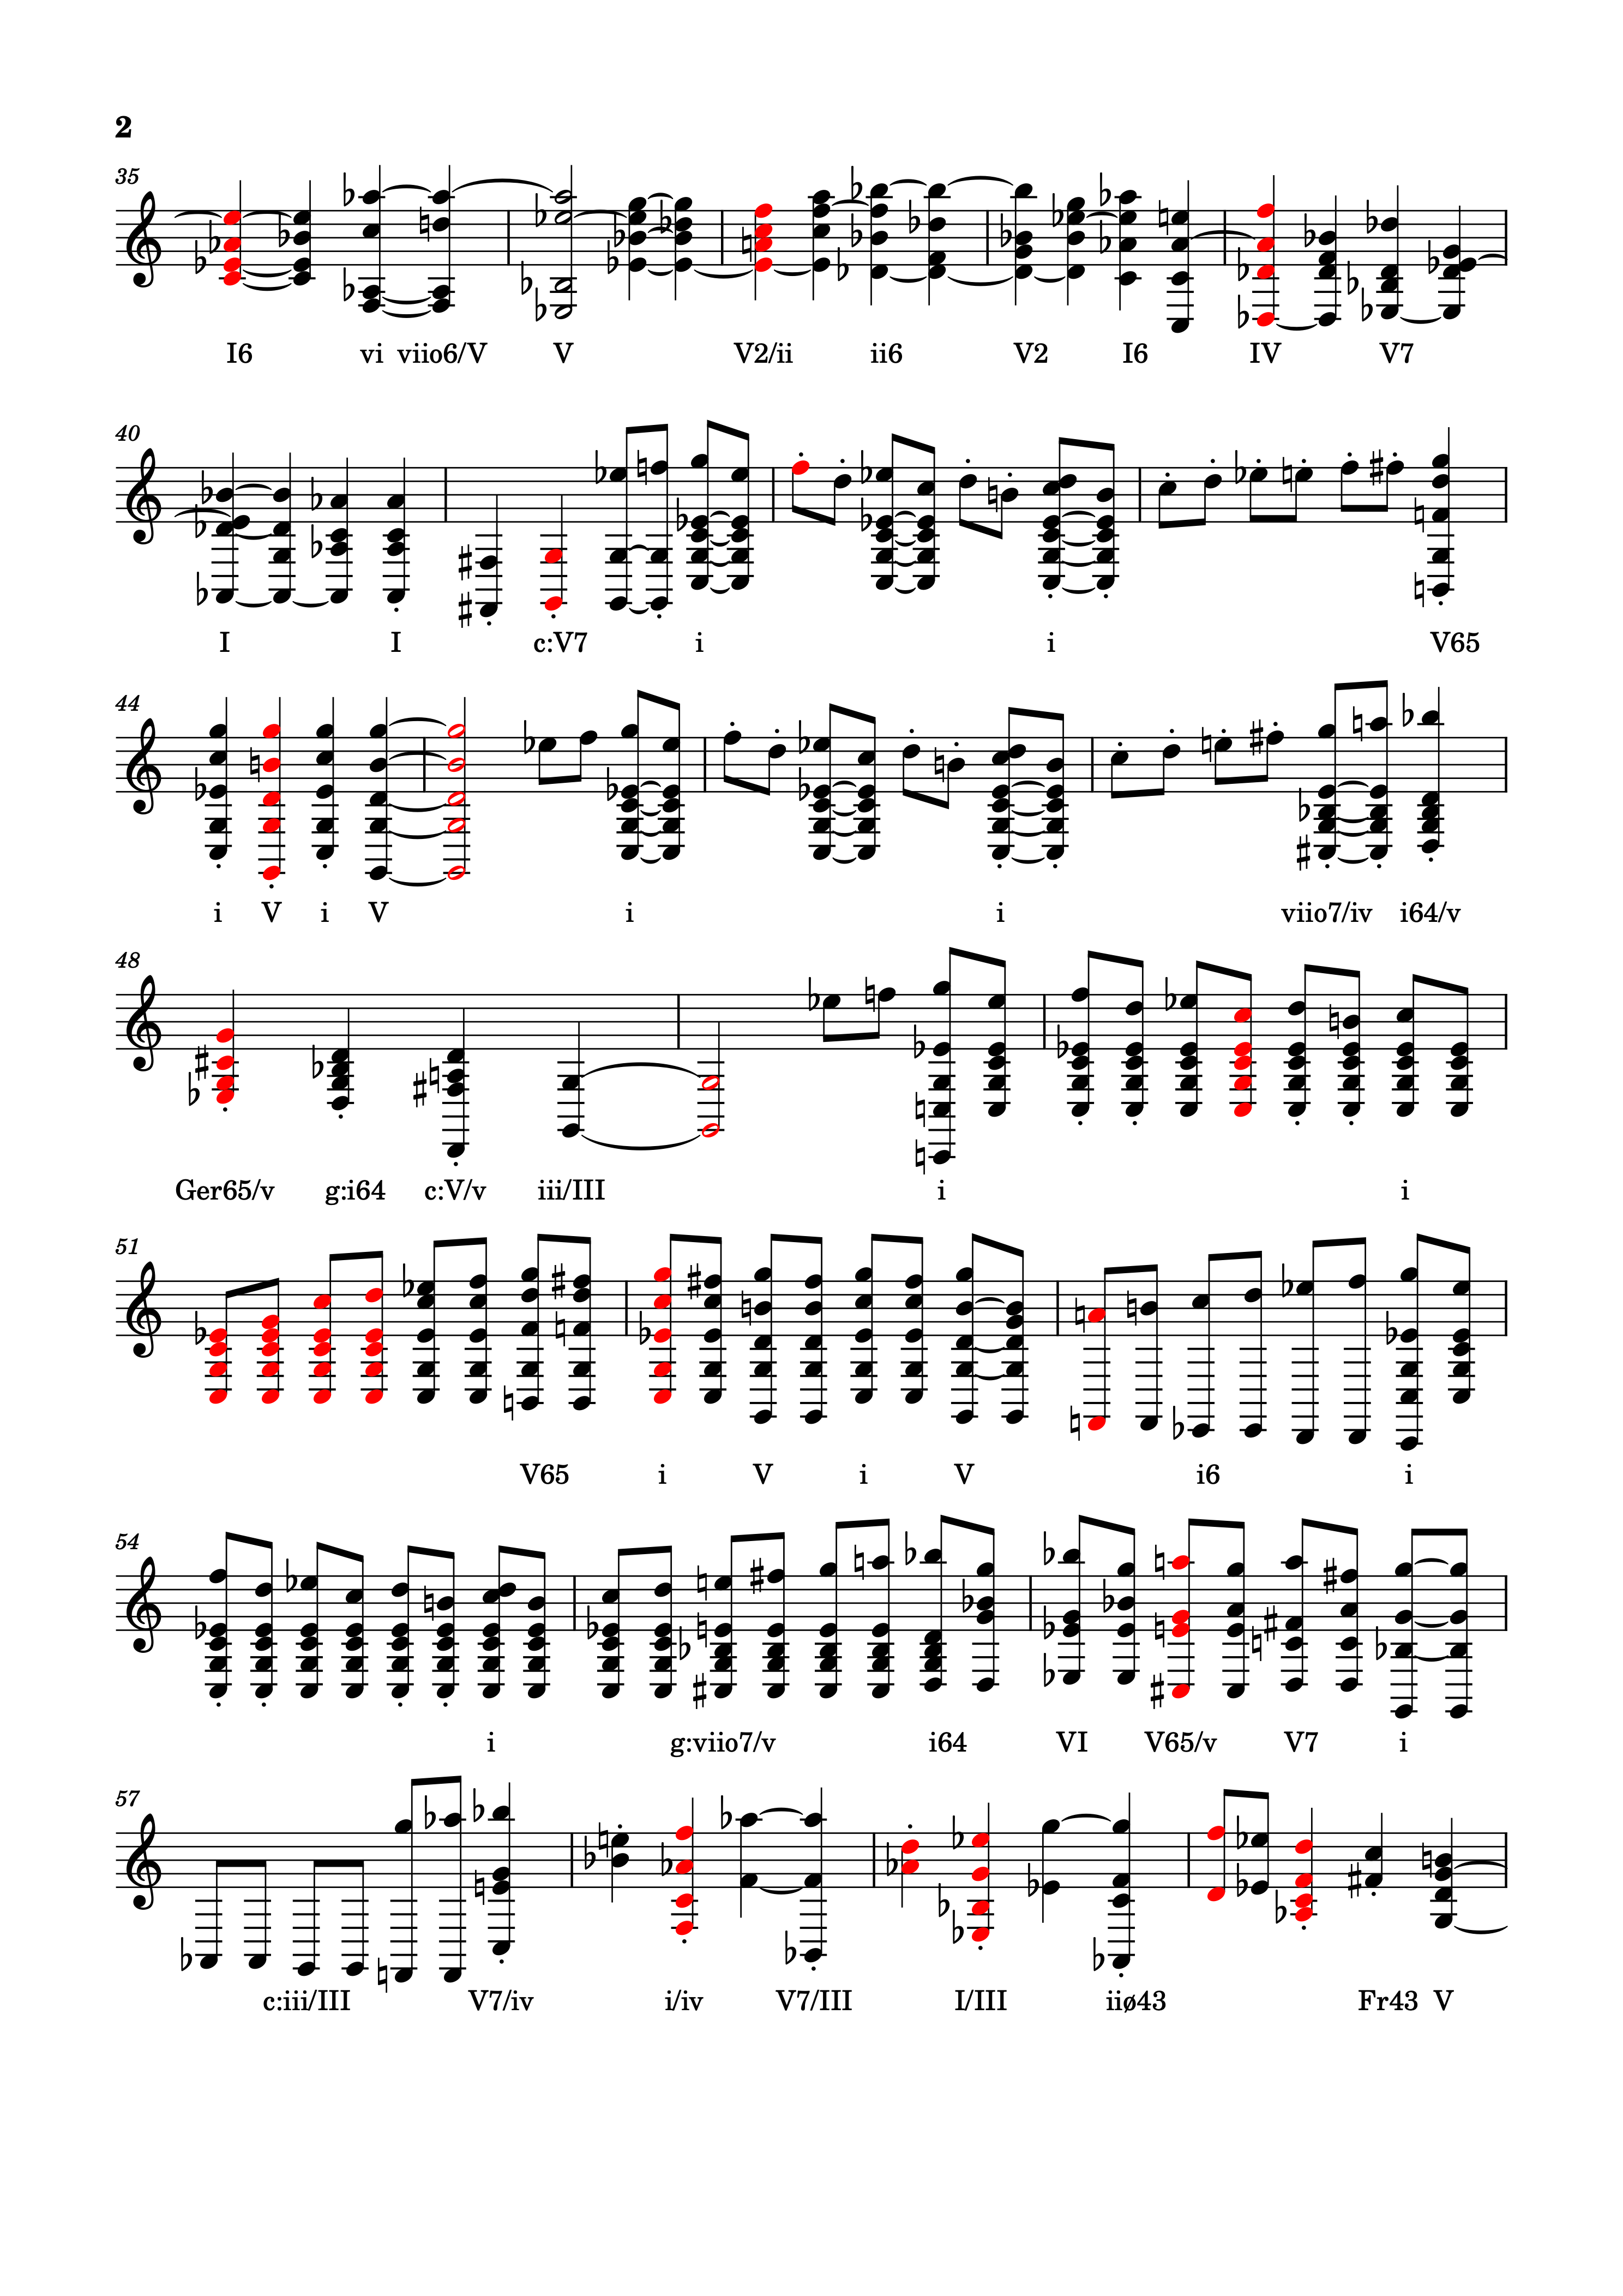 2
35
I6 vi viio6/V V V2/ii ii6 V2 I6 IV V7
40
I I c:V7 i i V65
44
i V i V i i viio7/iv i64/v
48
Ger65/v g:i64 c:V/v iii/III i i
51
V65 i V i V i6 i
54
i g:viio7/v i64 VI V65/v V7 i
57
c:iii/III V7/iv i/iv V7/III I/III iiø43 Fr43 V